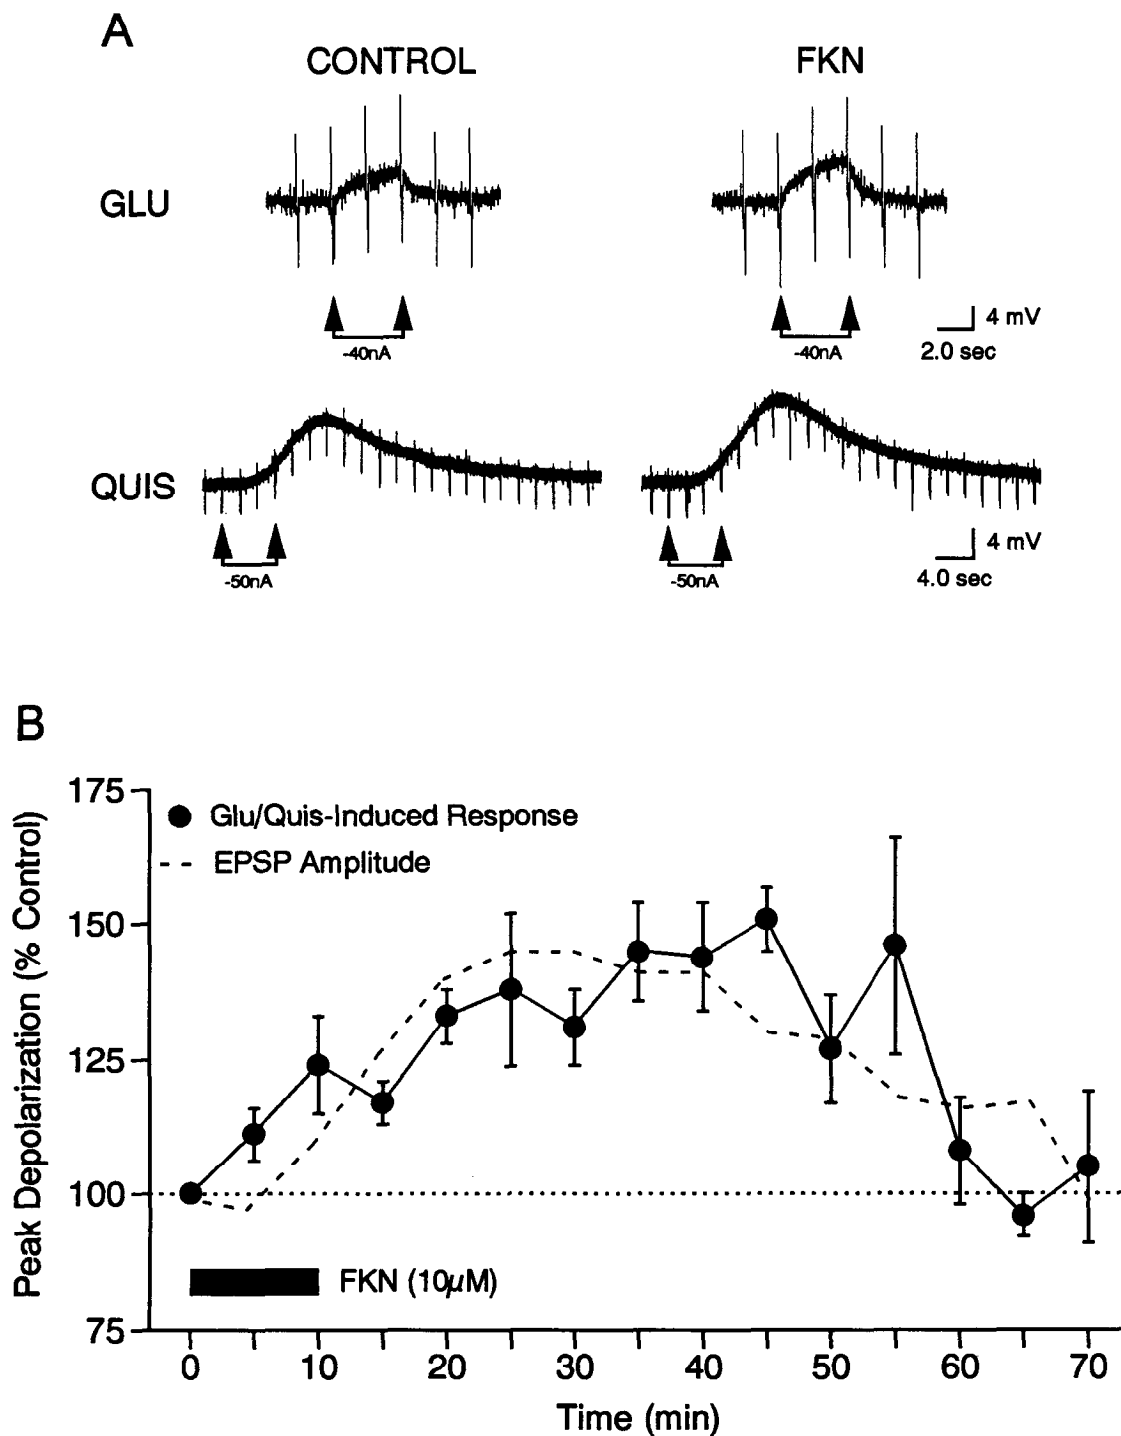 A
CONTROL
FKN
GLU
-40nA
-40nA
4 mV
2.0 sec
QUIS
-50nA
-50nA
4 mV
4.0 sec
B
Peak Depolarization (% Control)
175
150
125
100
75
Glu/Quis-Induced Response
EPSP Amplitude
FKN (10µM)
0 10 20 30 40 50 60 70
Time (min)